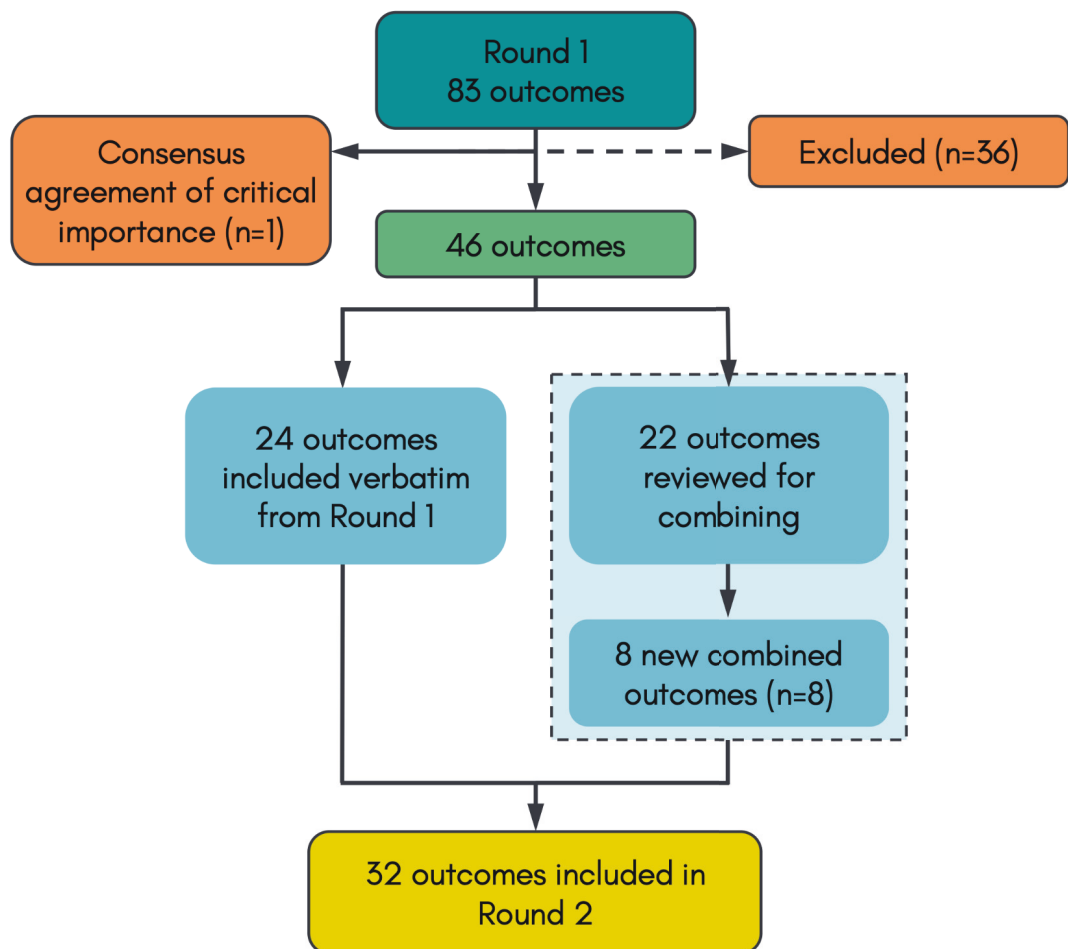 Round 1
83 outcomes
Consensus
agreement of critical
importance (n=1)
Excluded (n=36)
46 outcomes
24 outcomes
included verbatim
from Round 1
22 outcomes
reviewed for
combining
8 new combined
outcomes (n=8)
32 outcomes included in
Round 2